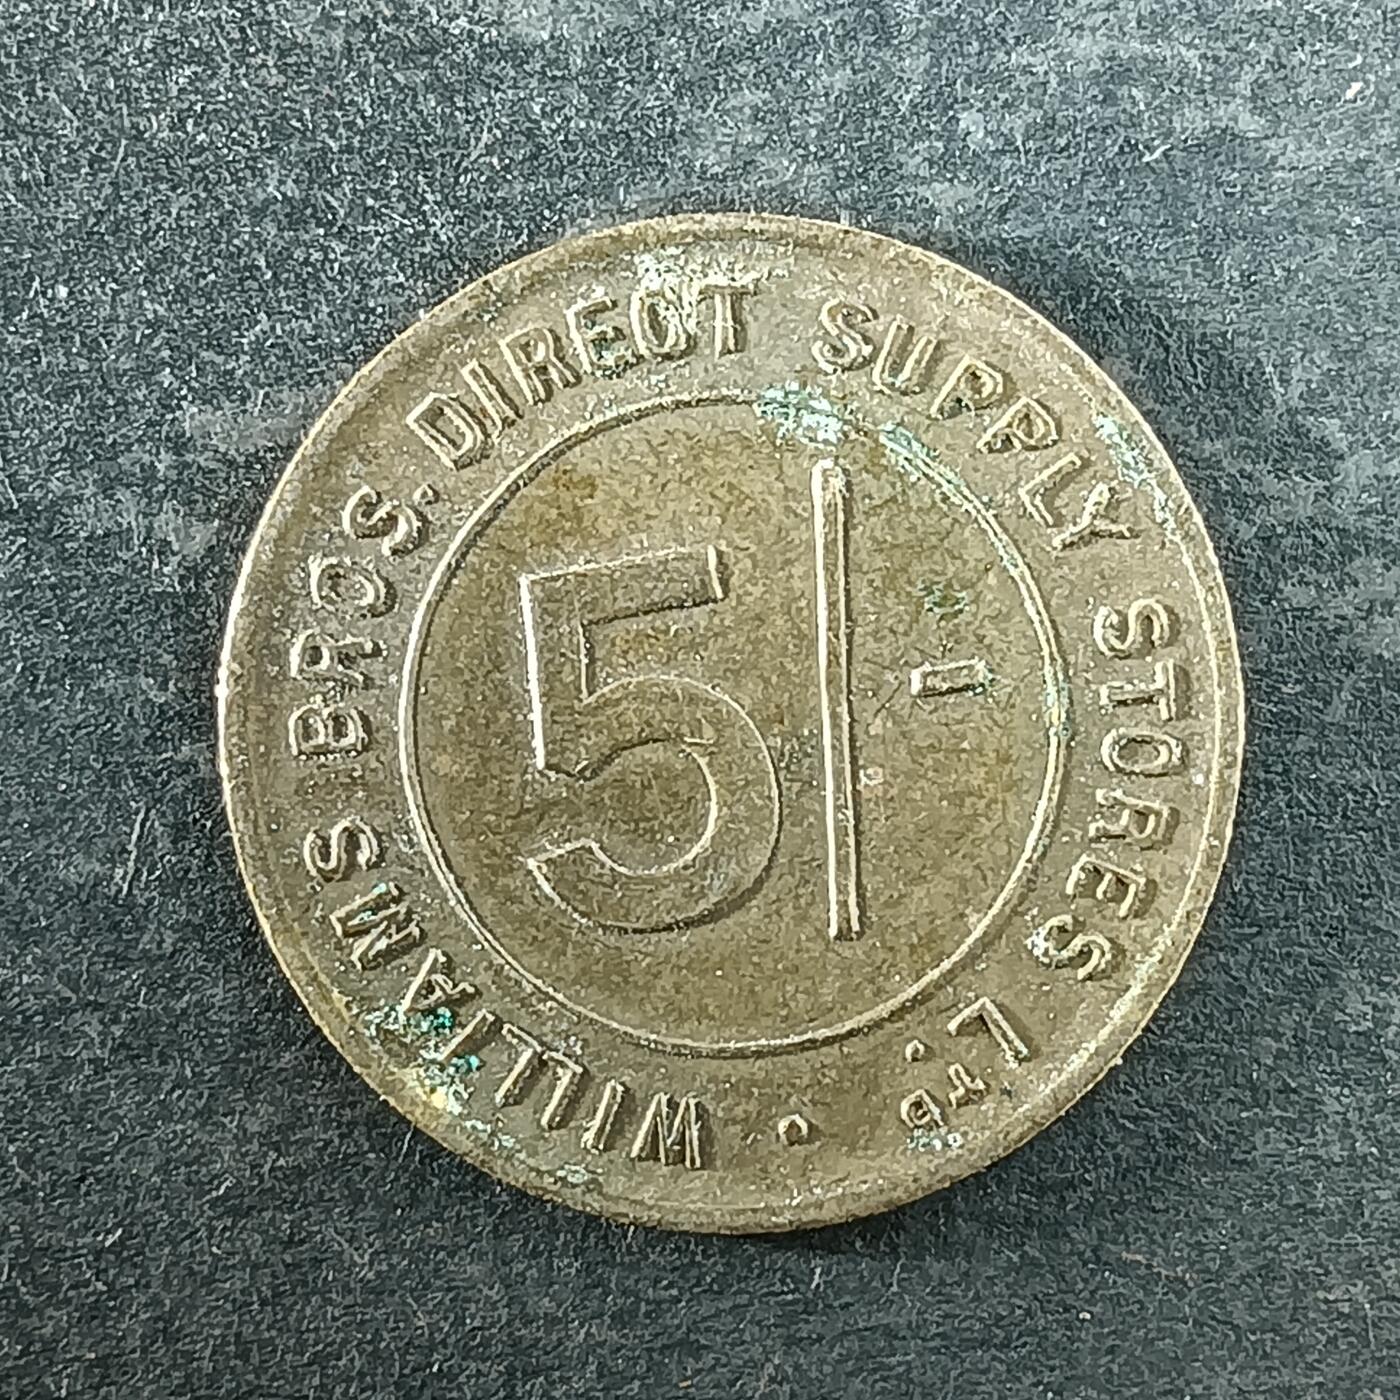 WILLIAMS BROS. DIRECT SUPPLY STORES LTD.
5/-